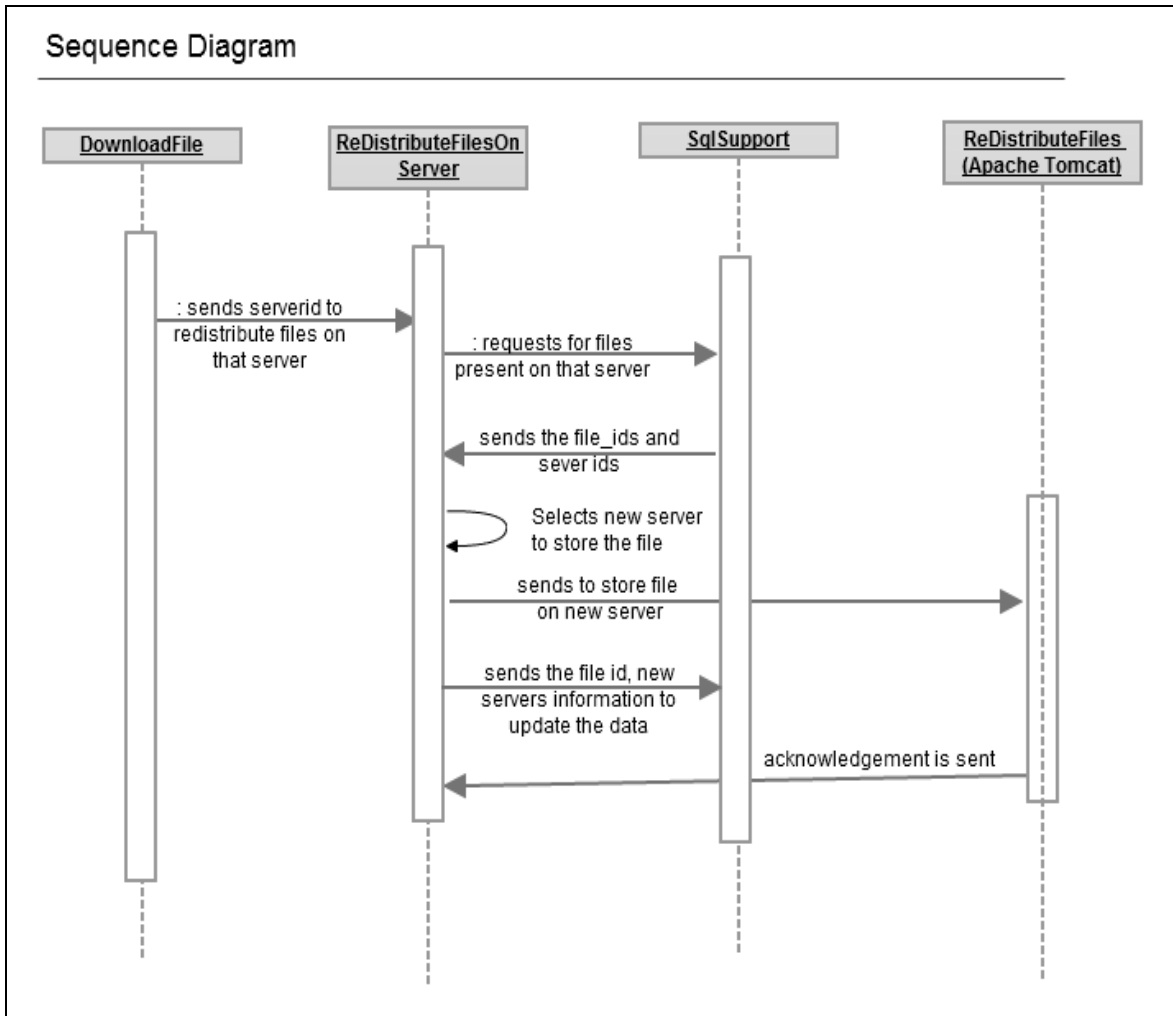 Sequence Diagram
DownloadFile
ReDistributeFilesOn
Server
SqlSupport
ReDistributeFiles
(Apache Tomcat)
: sends serverid to
redistribute files on
that server
: requests for files
present on that server
sends the file_ids and
sever ids
Selects new server
to store the file
sends to store file
on new server
sends the file id, new
servers information to
update the data
acknowledgement is sent